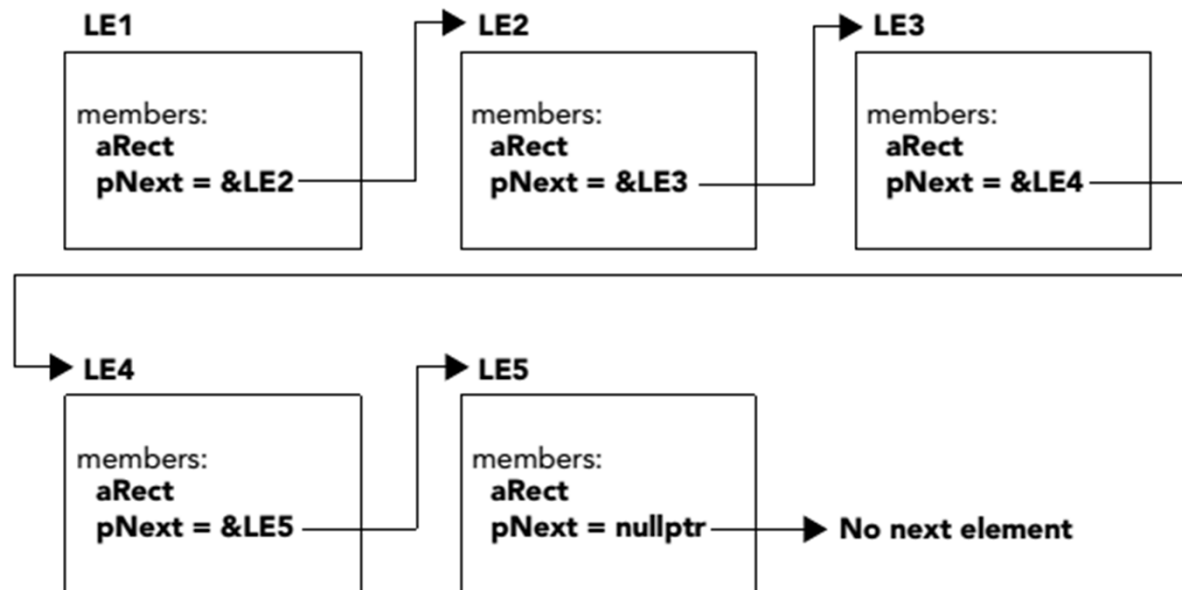 LE1
members:
aRect
pNext = &LE2
LE2
members:
aRect
pNext = &LE3
LE3
members:
aRect
pNext = &LE4
LE4
members:
aRect
pNext = &LE5
LE5
members:
aRect
pNext = nullptr
No next element